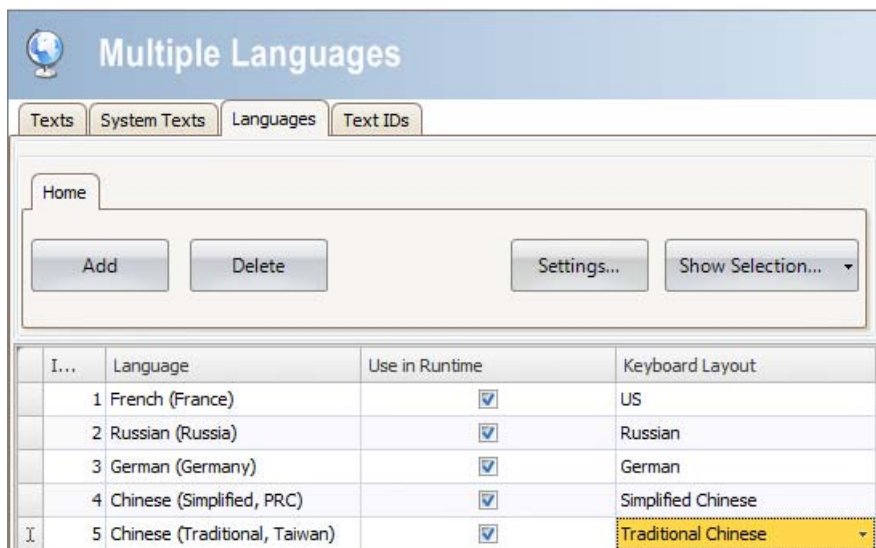 Multiple Languages
Texts System Texts Languages Text IDs
Home
Add Delete Settings... Show Selection...
I... Language Use in Runtime Keyboard Layout
1 French (France) US
2 Russian (Russia) Russian
3 German (Germany) German
4 Chinese (Simplified, PRC) Simplified Chinese
5 Chinese (Traditional, Taiwan) Traditional Chinese